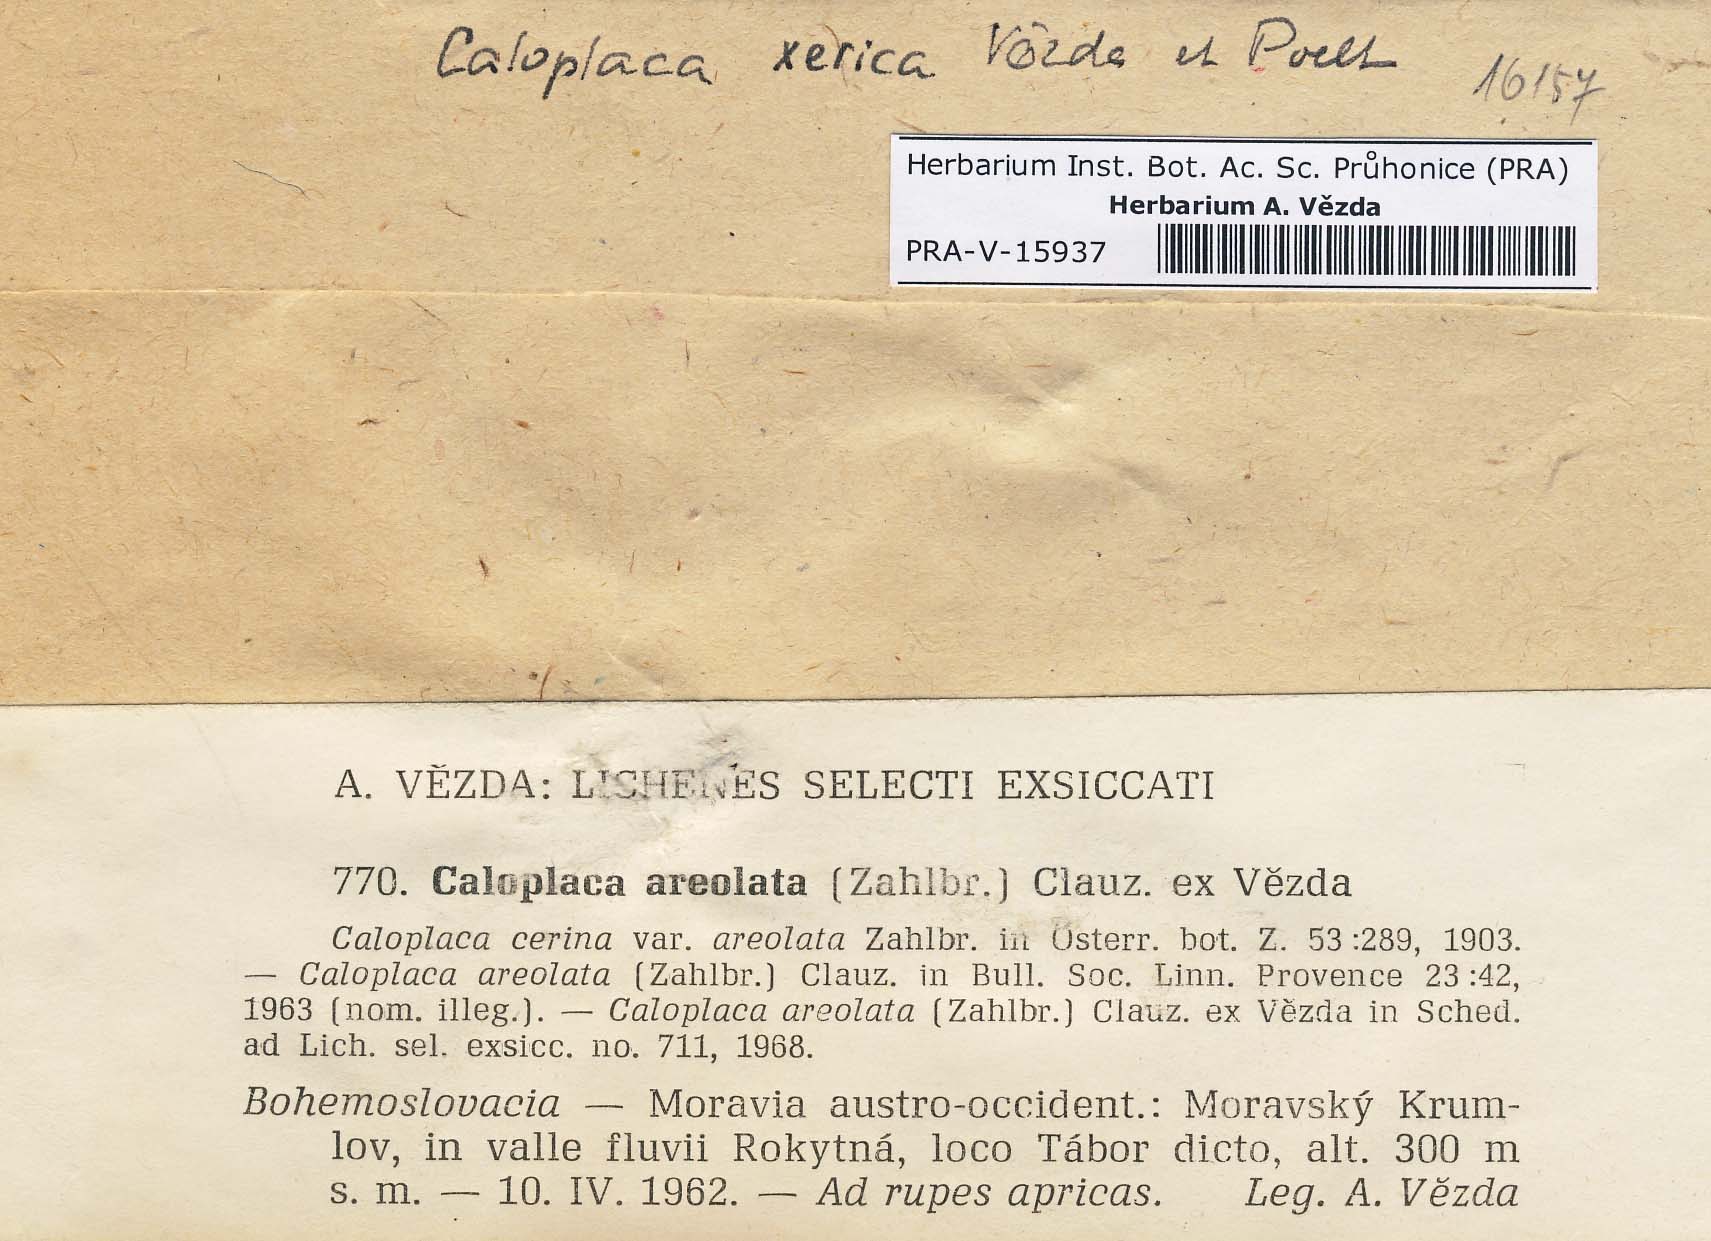 Caloplaca xerica Vězda et Poelt
16157
Herbarium Inst. Bot. Ac. Sc. Průhonice (PRA)
Herbarium A. Vězda
PRA-V-15937
A. VĚZDA: LICHENES SELECTI EXSICCATI
770. Caloplaca areolata (Zahlbr.) Clauz. ex Vězda
Caloplaca cerina var. areolata Zahlbr. in Österr. bot. Z. 53 :289, 1903.
— Caloplaca areolata (Zahlbr.) Clauz. in Bull. Soc. Linn. Provence 23 :42,
1963 (nom. illeg.). — Caloplaca areolata (Zahlbr.) Clauz. ex Vězda in Sched.
ad Lich. sel. exsicc. no. 711, 1968.
Bohemoslovacia — Moravia austro-occident.: Moravský Krum-
lov, in valle fluvii Rokytná, loco Tábor dicto, alt. 300 m
s. m. — 10. IV. 1962. — Ad rupes apricas. Leg. A. Vězda